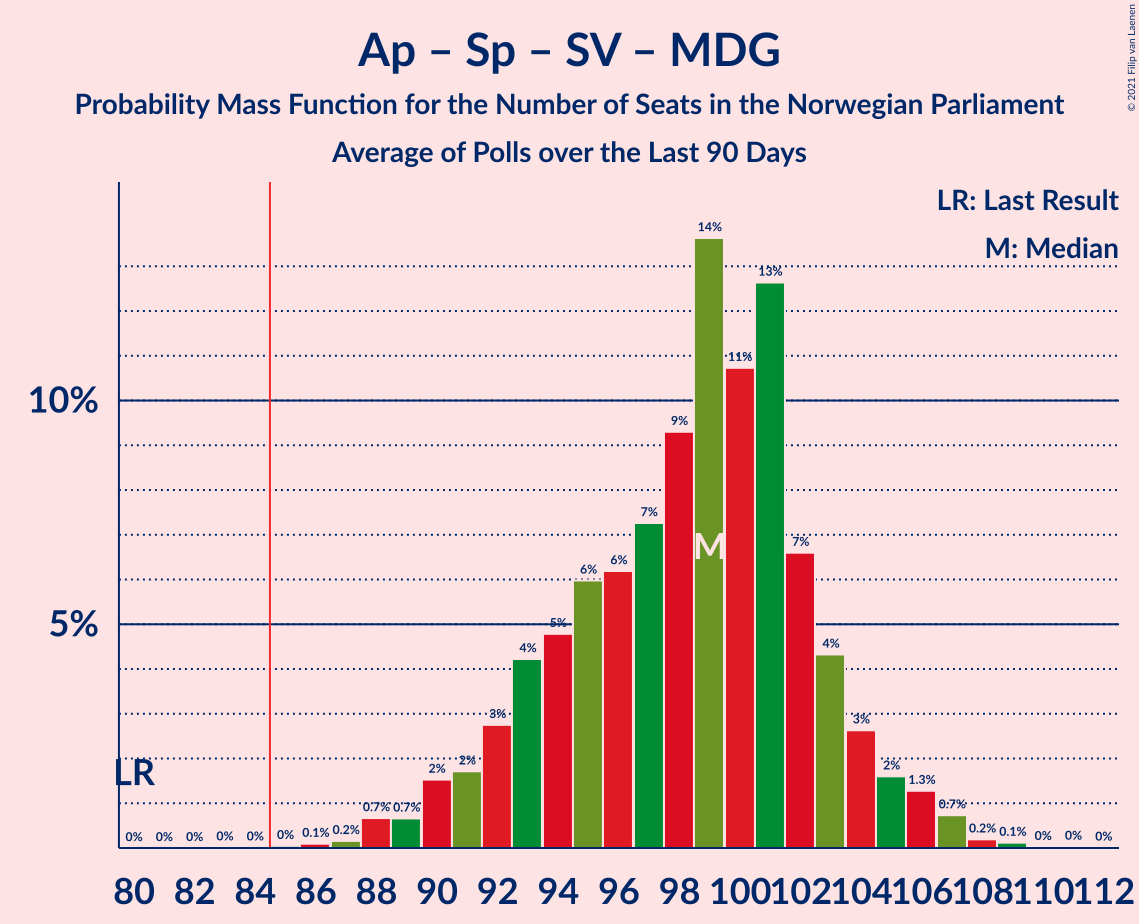 Ap – Sp – SV – MDG
Probability Mass Function for the Number of Seats in the Norwegian Parliament
Average of Polls over the Last 90 Days
© 2021 Filip van Laenen
LR: Last Result
M: Median
10%
5%
LR
M
0% 0% 0% 0% 0% 0% 0.1% 0.2% 0.7% 0.7% 2% 2% 3% 4% 5% 6% 6% 7% 9% 14% 11% 13% 7% 4% 3% 2% 1.3% 0.7% 0.2% 0.1% 0% 0% 0%
80 82 84 86 88 90 92 94 96 98 100 102 104 106 108 110 112